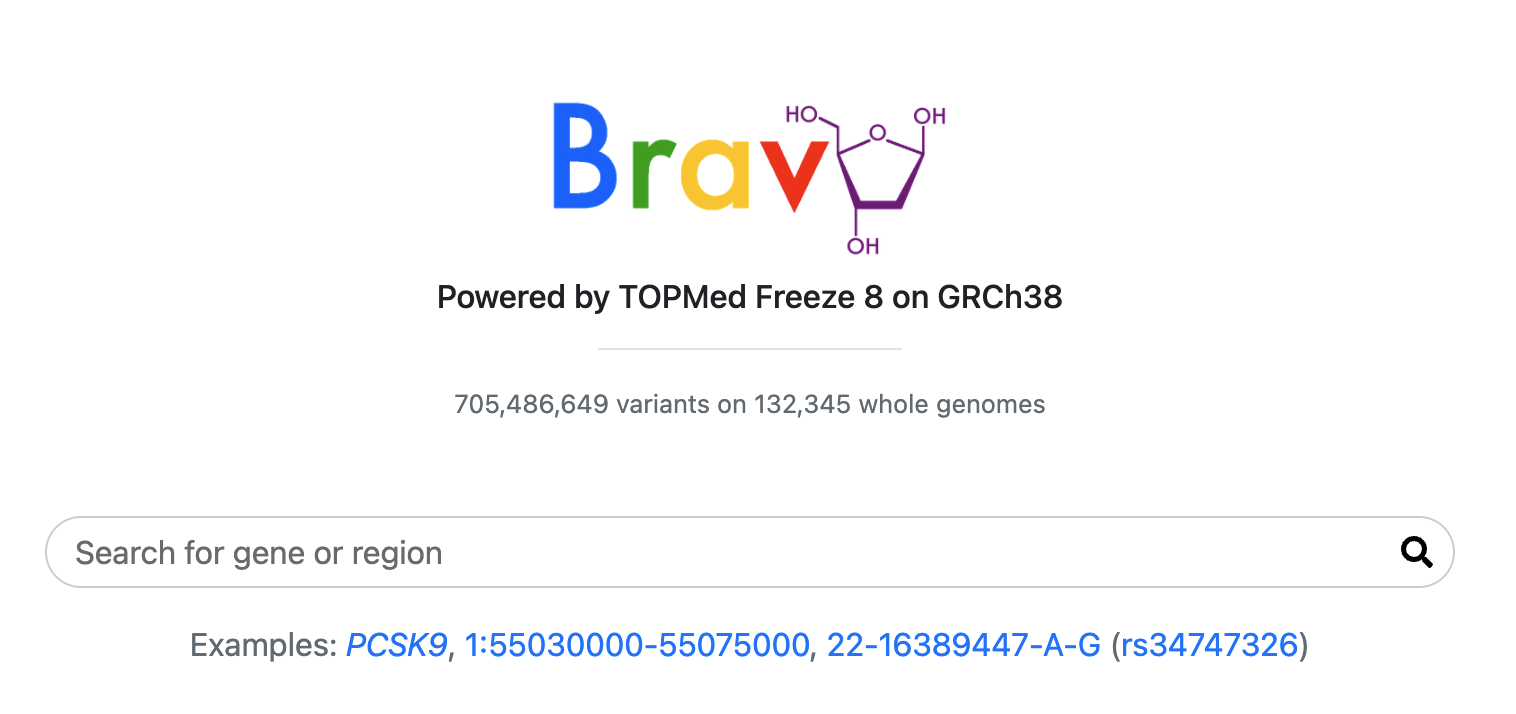 Brav
HO O OH
OH
Powered by TOPMed Freeze 8 on GRCh38
705,486,649 variants on 132,345 whole genomes
Search for gene or region
Examples: PCSK9, 1:55030000-55075000, 22-16389447-A-G (rs34747326)